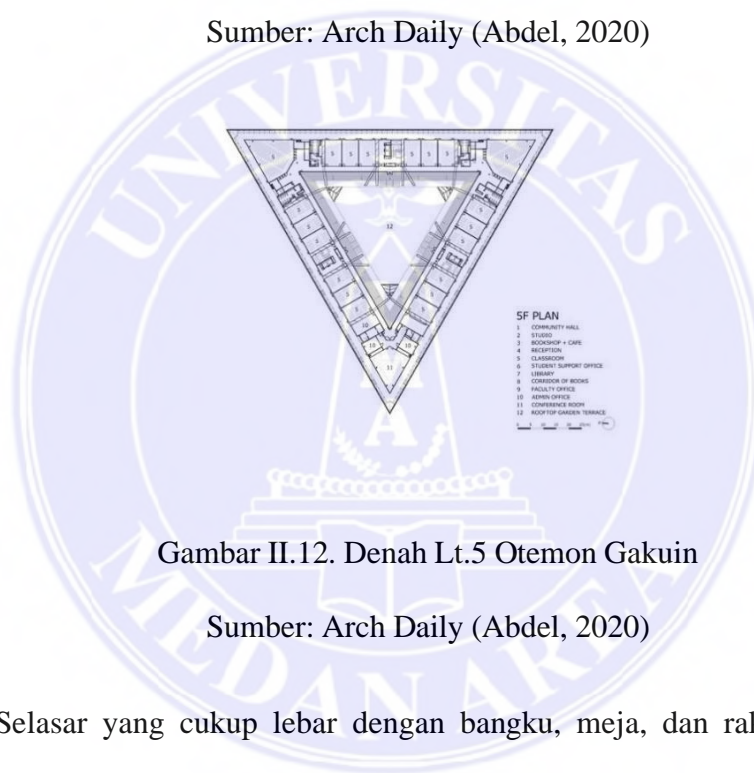 Sumber: Arch Daily (Abdel, 2020)
UNIVERSITAS
5F PLAN
1 COMMUNITY HALL
2 STUDIO
3 BOOKSHOP + CAFE
4 RECEPTION
5 CLASSROOM
6 STUDENT SUPPORT OFFICE
7 LIBRARY
8 CORRIDOR OF BOOKS
9 FACULTY OFFICE
10 ADMIN OFFICE
11 CONFERENCE ROOM
12 ROOFTOP GARDEN TERRACE
Gambar II.12. Denah Lt.5 Otemon Gakuin
Sumber: Arch Daily (Abdel, 2020)
MEDAN AREA
Selasar yang cukup lebar dengan bangku, meja, dan